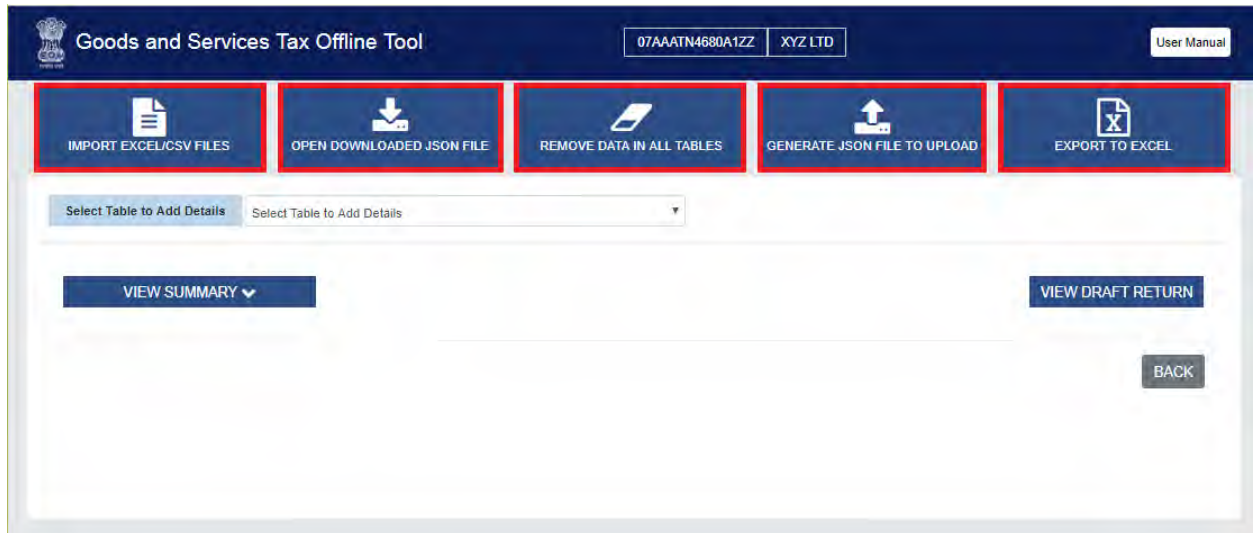 Goods and Services Tax Offline Tool
07AAATN4680A1ZZ XYZ LTD
User Manual
IMPORT EXCEL/CSV FILES
OPEN DOWNLOADED JSON FILE
REMOVE DATA IN ALL TABLES
GENERATE JSON FILE TO UPLOAD
EXPORT TO EXCEL
Select Table to Add Details
Select Table to Add Details
VIEW SUMMARY
VIEW DRAFT RETURN
BACK